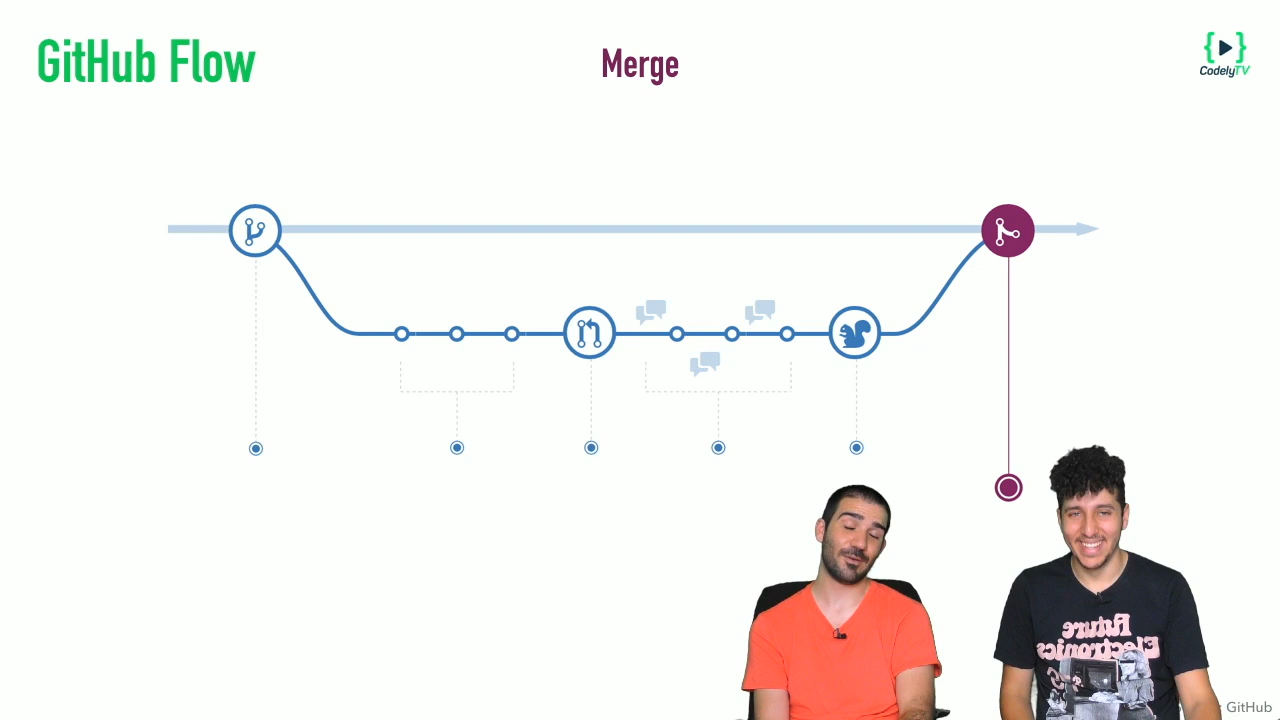 GitHub Flow
Merge
{ }
CodelyTV
Future
Electronics
: GitHub